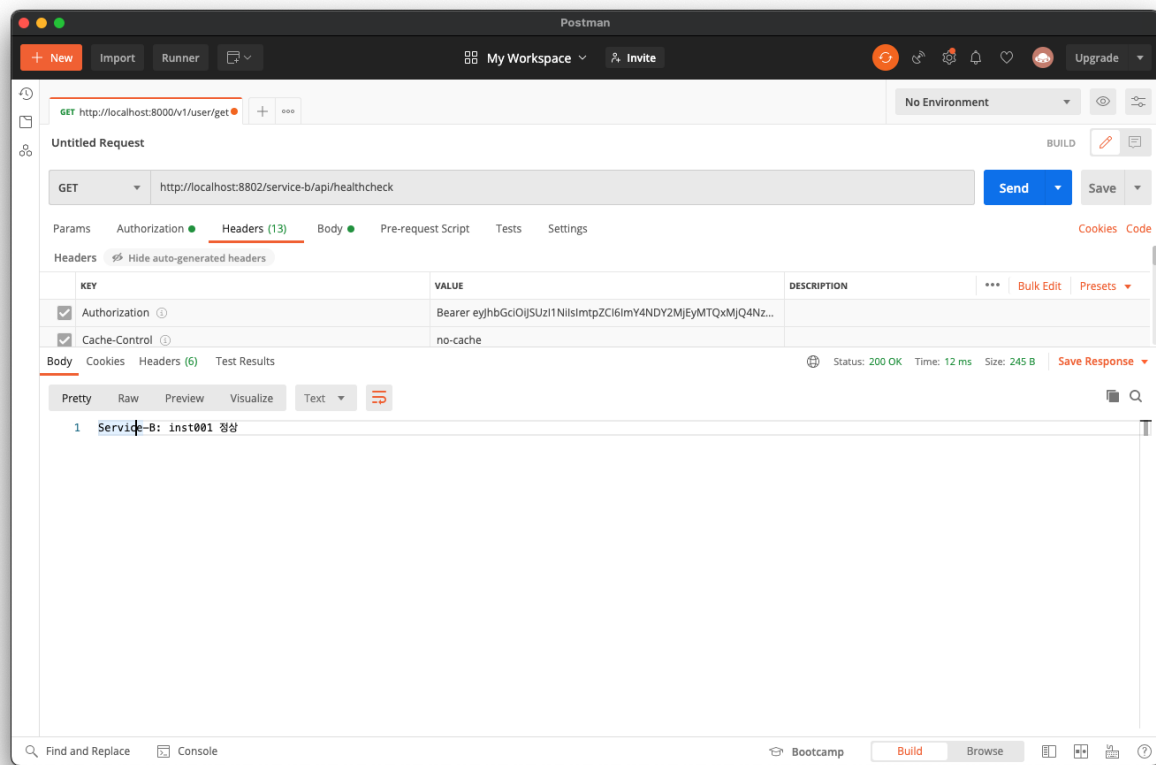 Postman
New Import Runner My Workspace Invite Upgrade
GET http://localhost:8000/v1/user/get No Environment
Untitled Request BUILD
GET http://localhost:8802/service-b/api/healthcheck Send Save
Params Authorization Headers (13) Body Pre-request Script Tests Settings Cookies Code
Headers Hide auto-generated headers
KEY VALUE DESCRIPTION Bulk Edit Presets
Authorization Bearer eyJhbGciOiJSUzI1NiIsImtpZCI6ImY4NDY2MjEyMTQxMjQ4Nz...
Cache-Control no-cache
Body Cookies Headers (6) Test Results Status: 200 OK Time: 12 ms Size: 245 B Save Response
Pretty Raw Preview Visualize Text
1 Service-B: inst001 정상
Find and Replace Console Bootcamp Build Browse